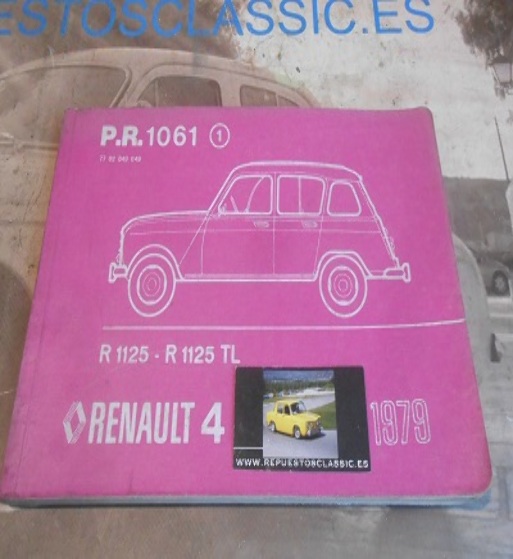 ESTOSCLASSIC.ES
P.R. 1061 1
R 1125 - R 1125 TL
RENAULT 4
1979
WWW.REPUESTOSCLASSIC.ES